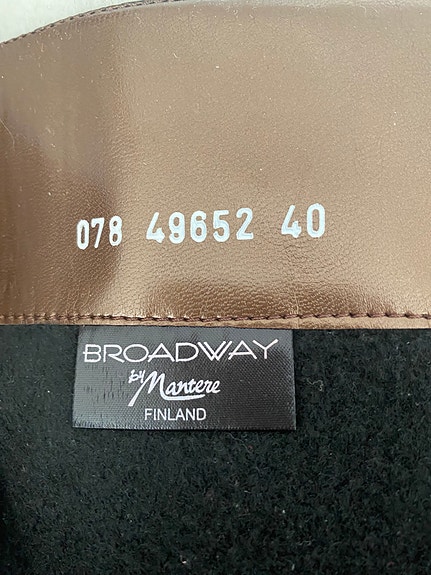 078 49652 40
BROADWAY
by Mantere
FINLAND